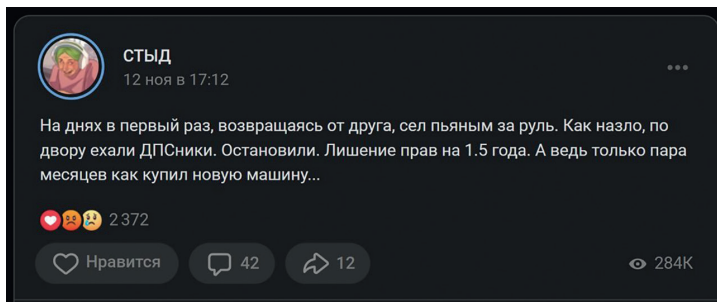 СТЫД
12 ноя в 17:12
На днях в первый раз, возвращаясь от друга, сел пьяным за руль. Как назло, по
двору ехали ДПСники. Остановили. Лишение прав на 1.5 года. А ведь только пара
месяцев как купил новую машину...
2 372
Нравится 42 12 284K